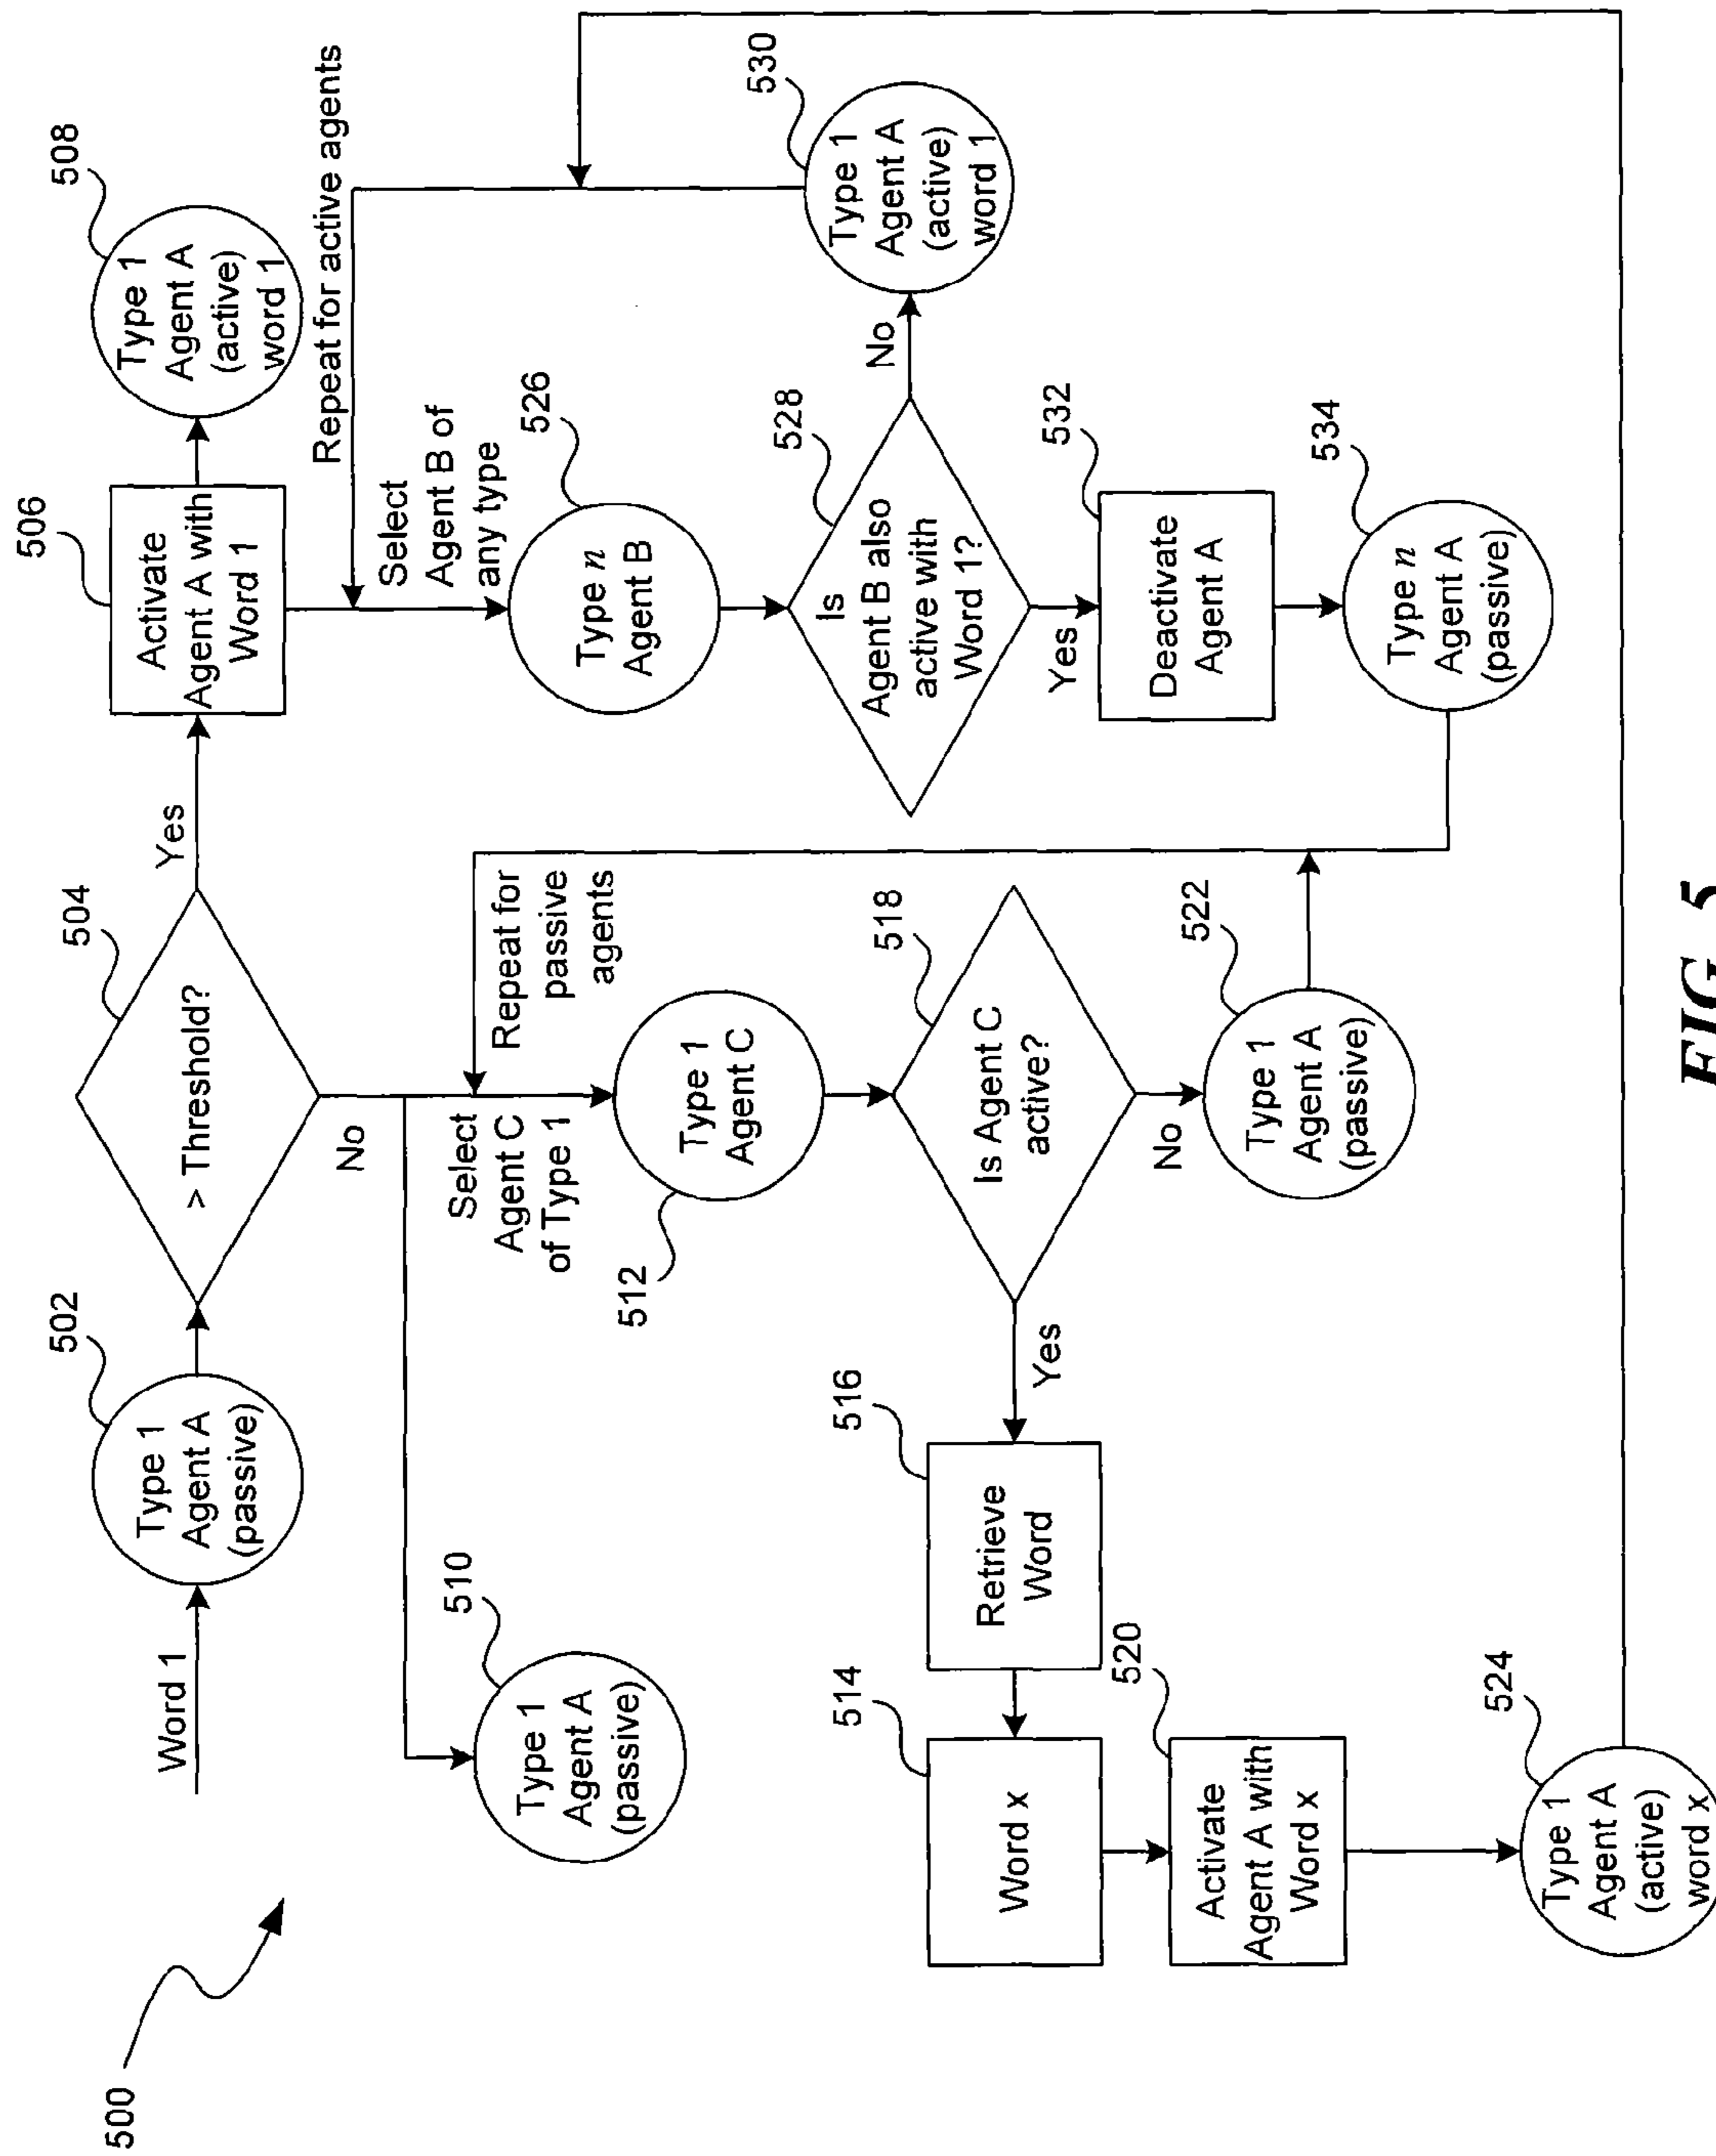 500
Word 1
502
Type 1
Agent A
(passive)
504
> Threshold?
Yes
506
Activate
Agent A with
Word 1
508
Type 1
Agent A
(active)
word 1
Repeat for active agents
No
510
Type 1
Agent A
(passive)
Select
Agent C
of Type 1
Repeat for
passive
agents
512
Type 1
Agent C
Select
Agent B of
any type
526
Type n
Agent B
528
Is
Agent B also
active with
Word 1?
No
530
Type 1
Agent A
(active)
word 1
Yes
532
Deactivate
Agent A
534
Type n
Agent A
(passive)
518
Is Agent C
active?
No
522
Type 1
Agent A
(passive)
Yes
516
Retrieve
Word
514
Word x
520
Activate
Agent A with
Word x
524
Type 1
Agent A
(active)
word x
FIG. 5